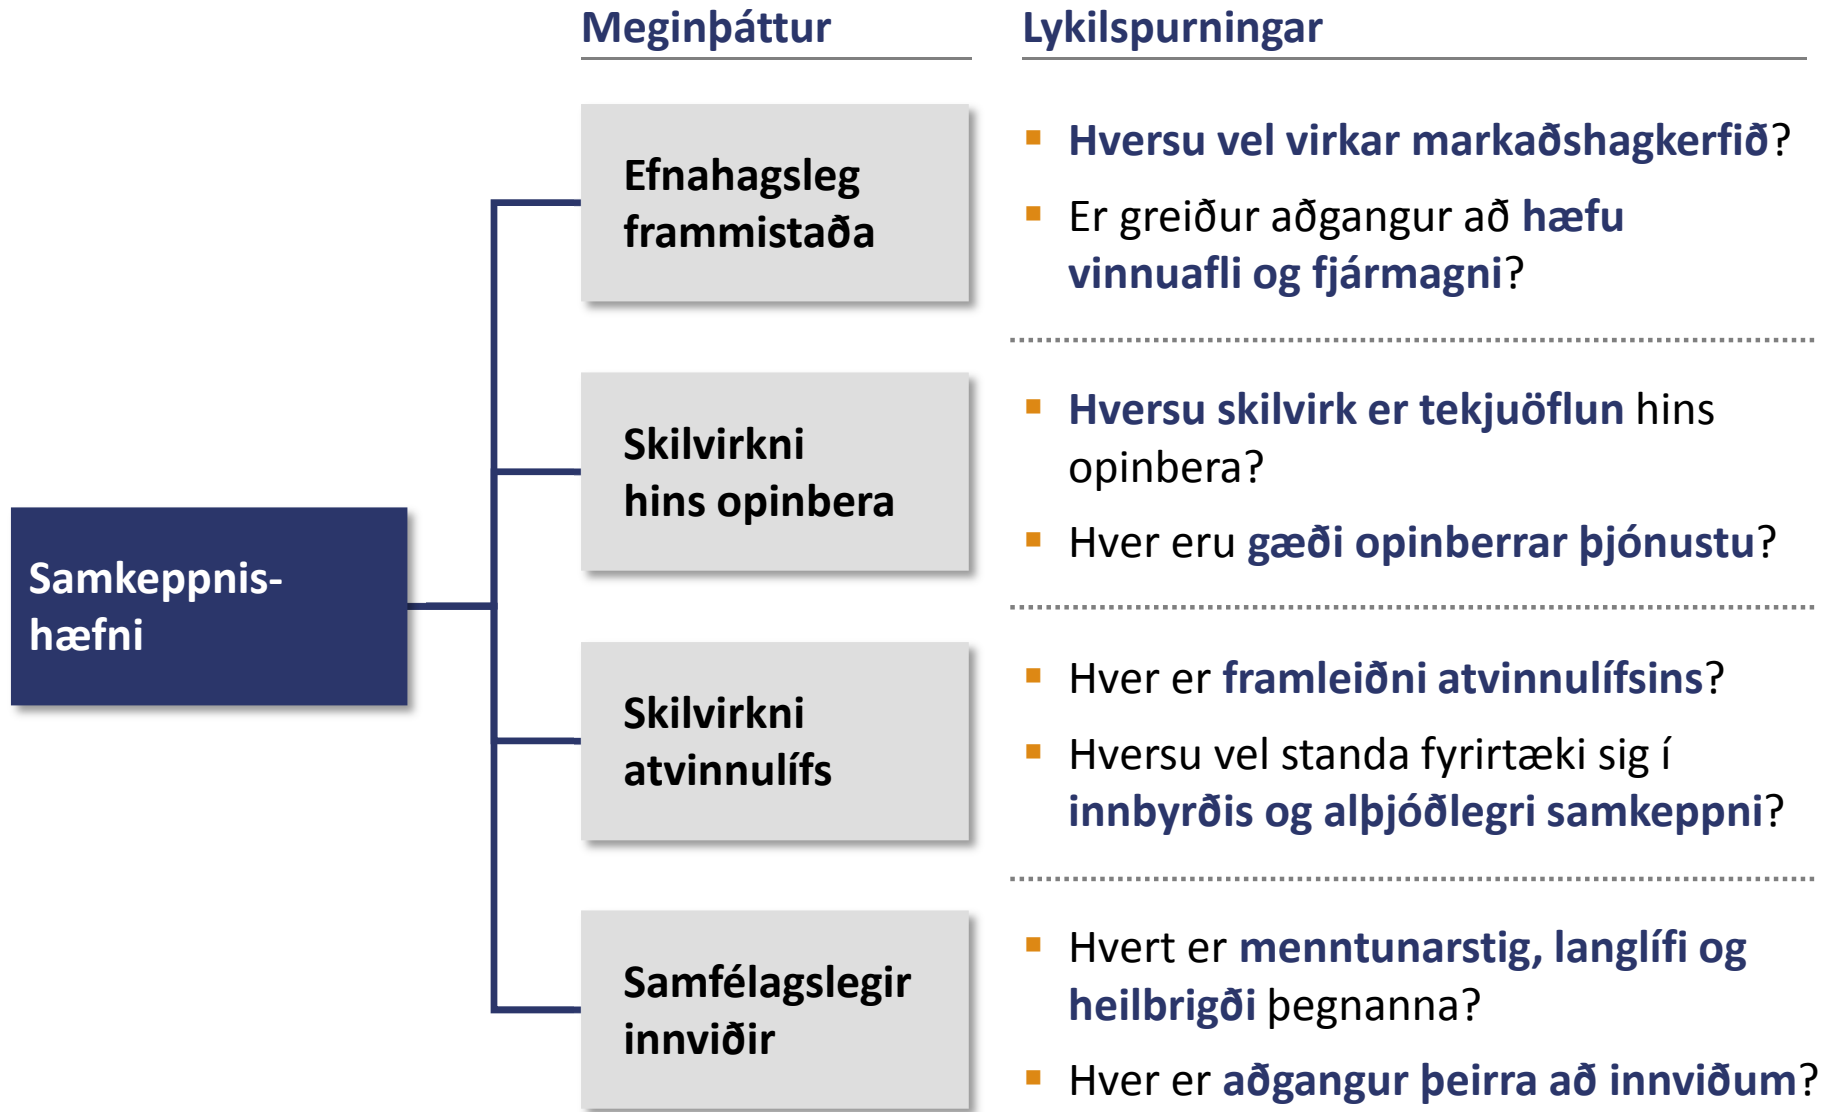 Meginþáttur
Lykilspurningar
Samkeppnis-
hæfni
Efnahagsleg
frammistaða
Hversu vel virkar markaðshagkerfið?
Er greiður aðgangur að hæfu
vinnuafli og fjármagni?
Skilvirkni
hins opinbera
Hversu skilvirk er tekjuöflun hins
opinbera?
Hver eru gæði opinberrar þjónustu?
Skilvirkni
atvinnulífs
Hver er framleiðni atvinnulífsins?
Hversu vel standa fyrirtæki sig í
innbyrðis og alþjóðlegri samkeppni?
Samfélagslegir
innviðir
Hvert er menntunarstig, langlífi og
heilbrigði þegnanna?
Hver er aðgangur þeirra að innviðum?